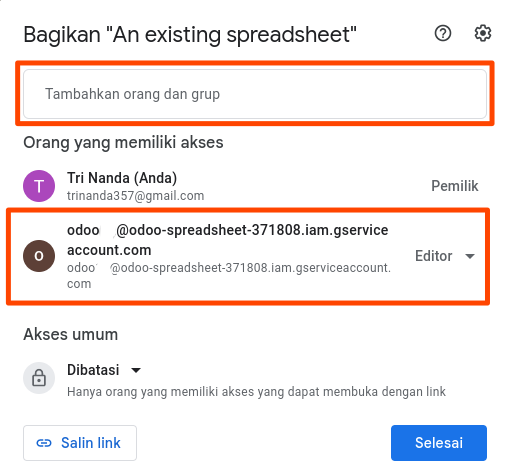 Bagikan "An existing spreadsheet"
Tambahkan orang dan grup
Orang yang memiliki akses
T
Tri Nanda (Anda)
trinanda357@gmail.com
Pemilik
O
odoo @odoo-spreadsheet-371808.iam.gservice
account.com
odoo @odoo-spreadsheet-371808.iam.gserviceaccount.
com
Editor
Akses umum
Dibatasi
Hanya orang yang memiliki akses yang dapat membuka dengan link
Salin link
Selesai